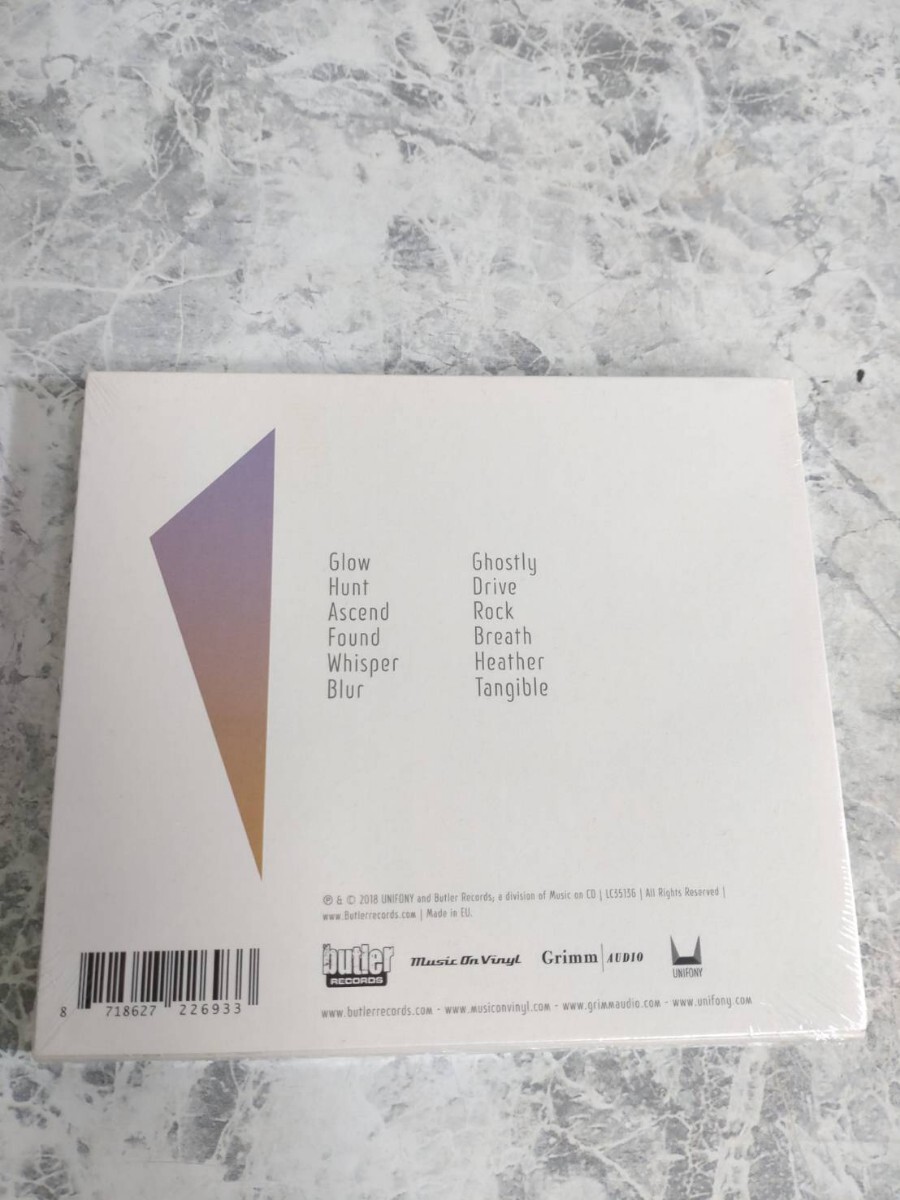 Glow
Hunt
Ascend
Found
Whisper
Blur
Ghostly
Drive
Rock
Breath
Heather
Tangible
℗ & © 2018 UNIFONY and Butler Records, a division of Music on CD | LC35136 | All Rights Reserved |
www.Butlerrecords.com | Made in EU.
butler
RECORDS
Music On Vinyl
Grimm | AUDIO
UNIFONY
www.butlerrecords.com - www.musiconvinyl.com - www.grimmaudio.com - www.unifony.com
8 718627 226933